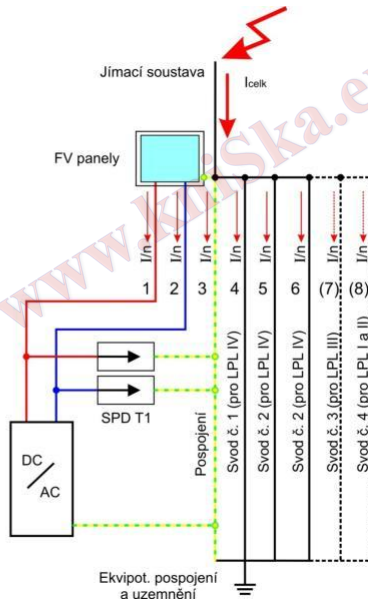 Jímací soustava
Icelk
FV panely
I/n
I/n
I/n
I/n
I/n
I/n
I/n
I/n
1
2
3
4
5
6
(7)
(8)
SPD T1
DC
AC
Pospojení
Svod č. 1 (pro LPL IV)
Svod č. 2 (pro LPL IV)
Svod č. 2 (pro LPL IV)
Svod č. 3 (pro LPL III)
Svod č. 4 (pro LPL I a II)
Ekvipot. pospojení
a uzemnění